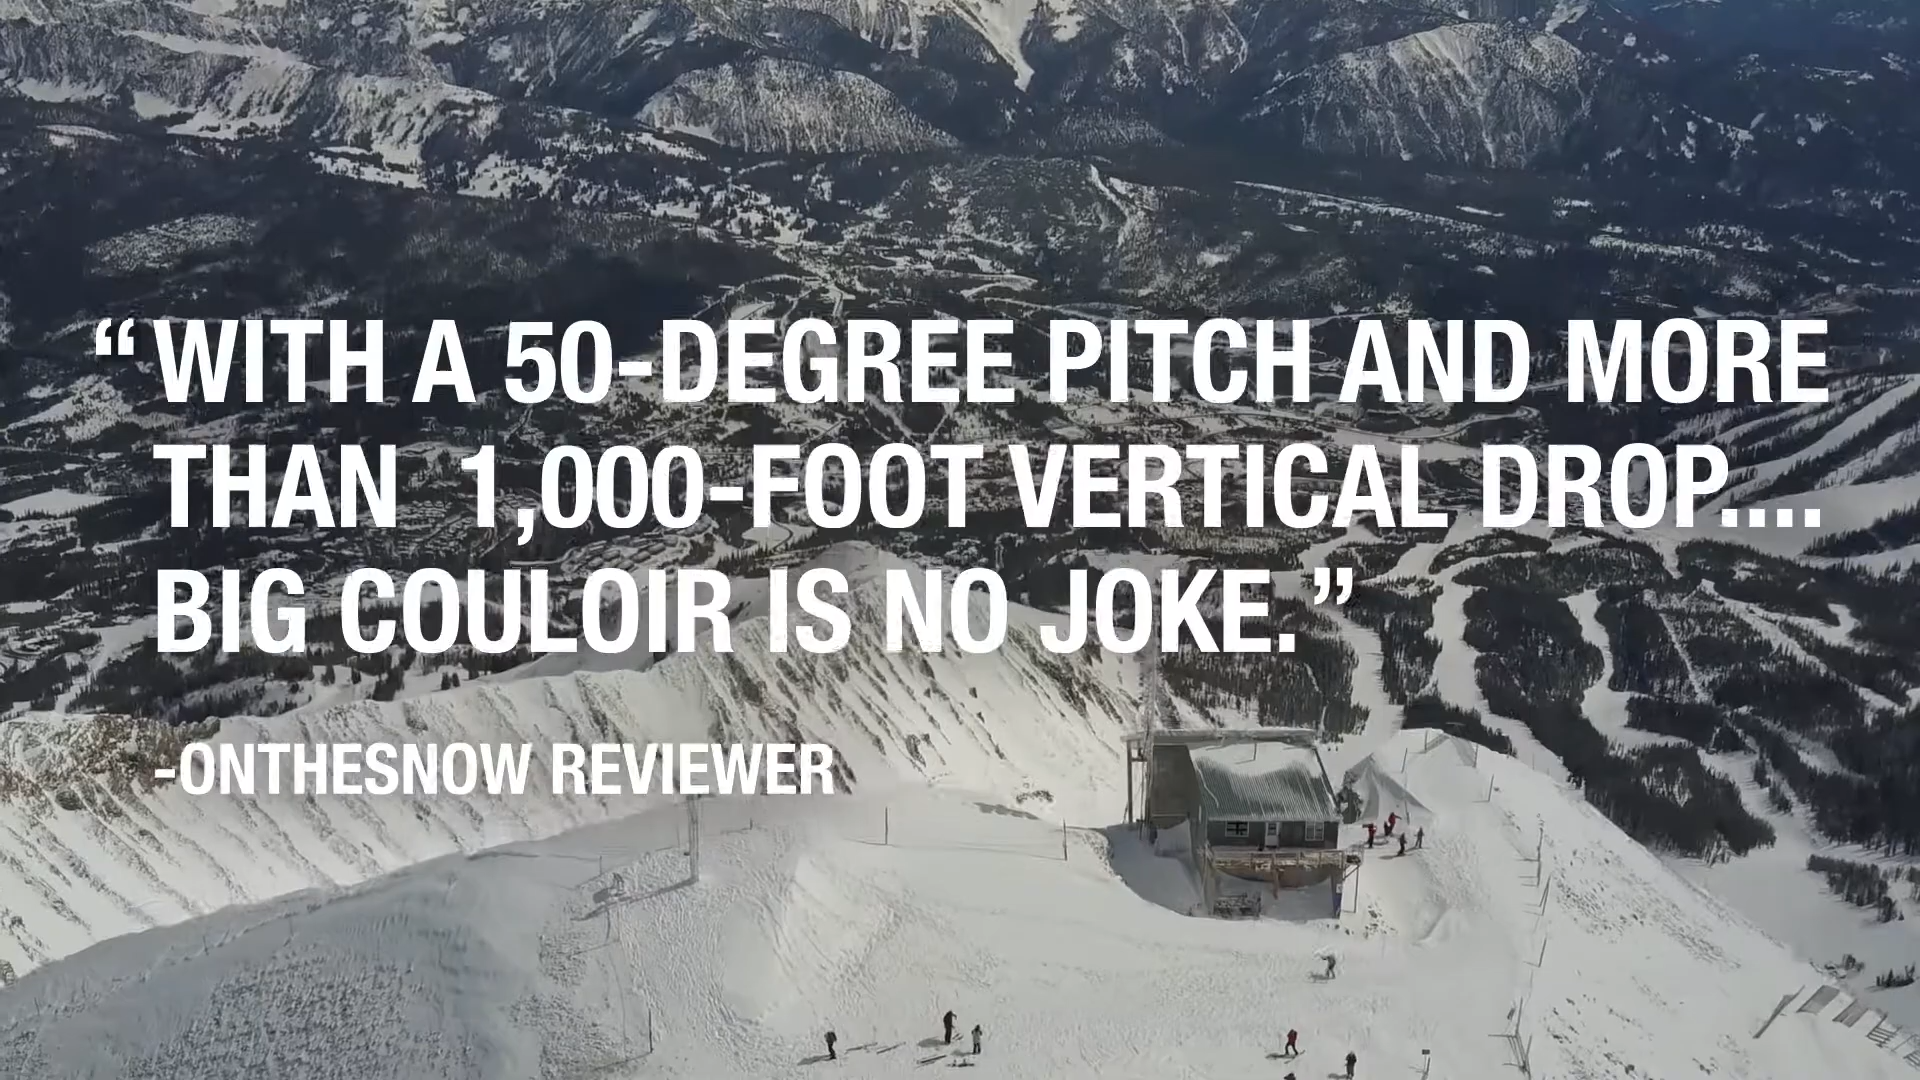 “WITH A 50-DEGREE PITCH AND MORE
THAN 1,000-FOOT VERTICAL DROP....
BIG COULOIR IS NO JOKE.”
-ONTHESNOW REVIEWER